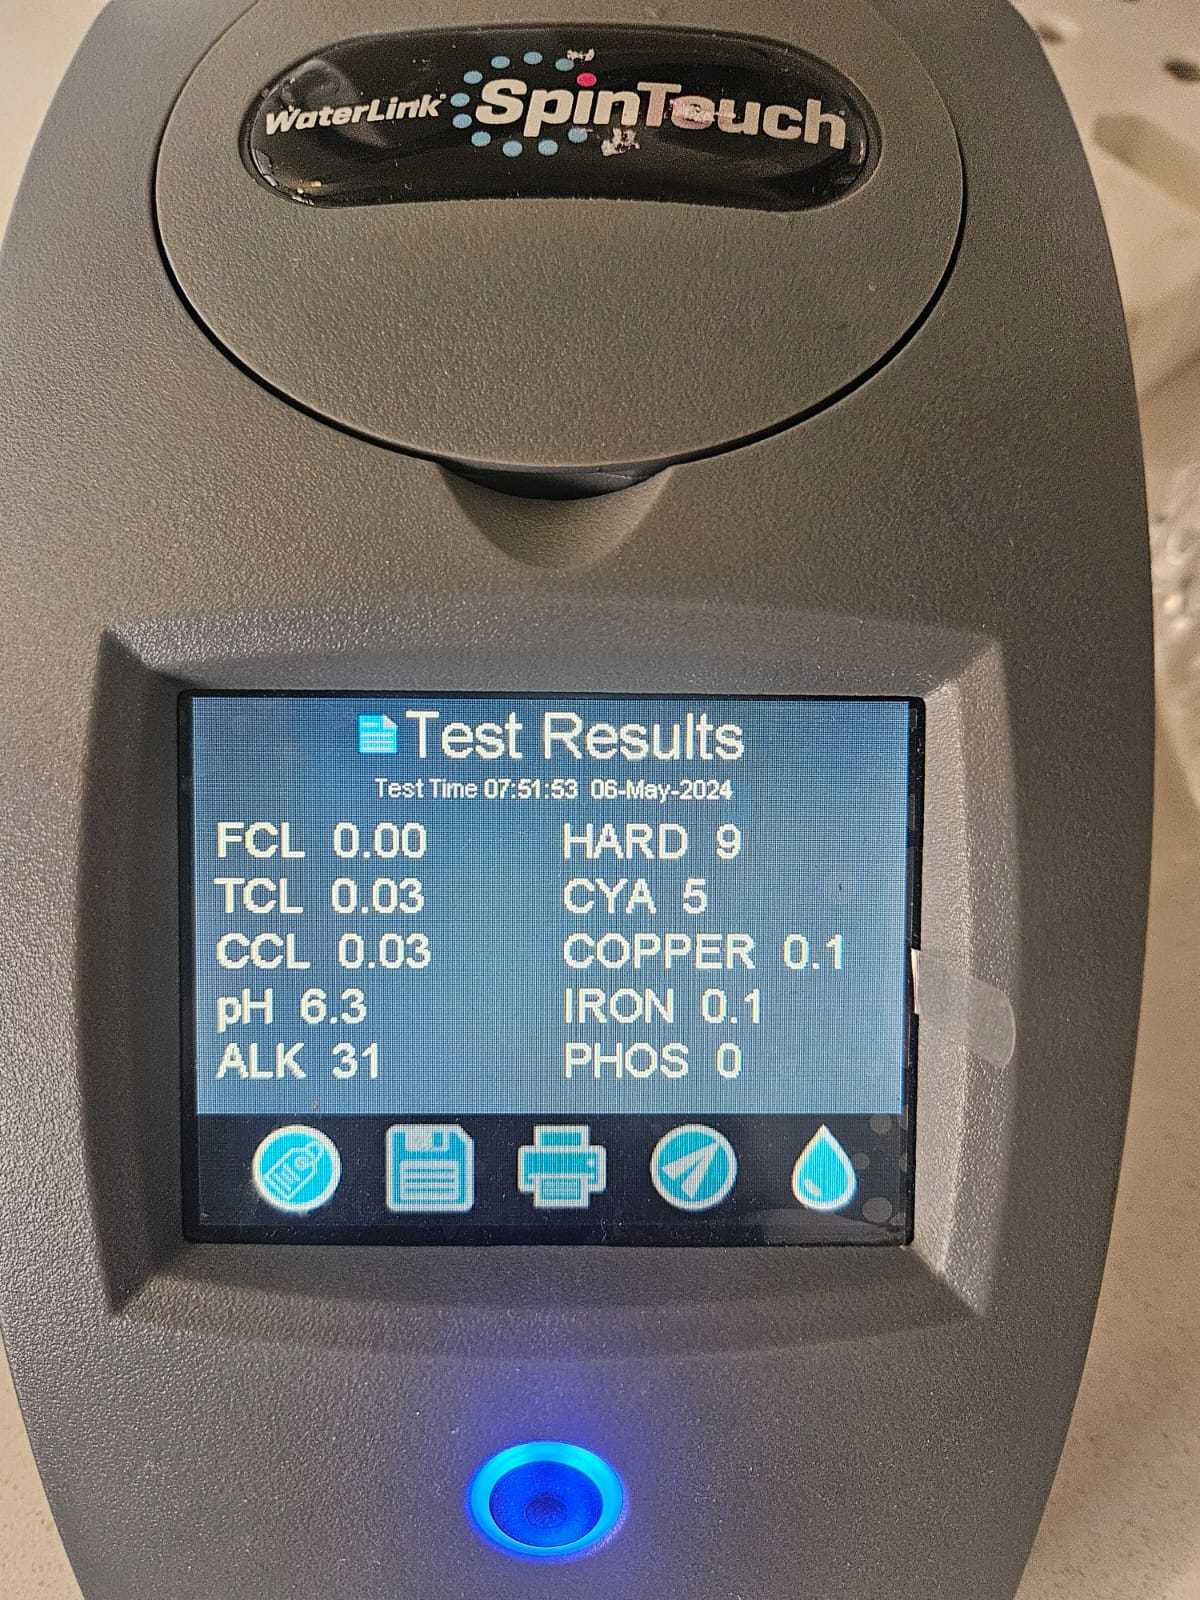 WaterLink SpinTouch
Test Results
Test Time 07:51:53 06-May-2024
FCL 0.00 HARD 9
TCL 0.03 CYA 5
CCL 0.03 COPPER 0.1
pH 6.3 IRON 0.1
ALK 31 PHOS 0